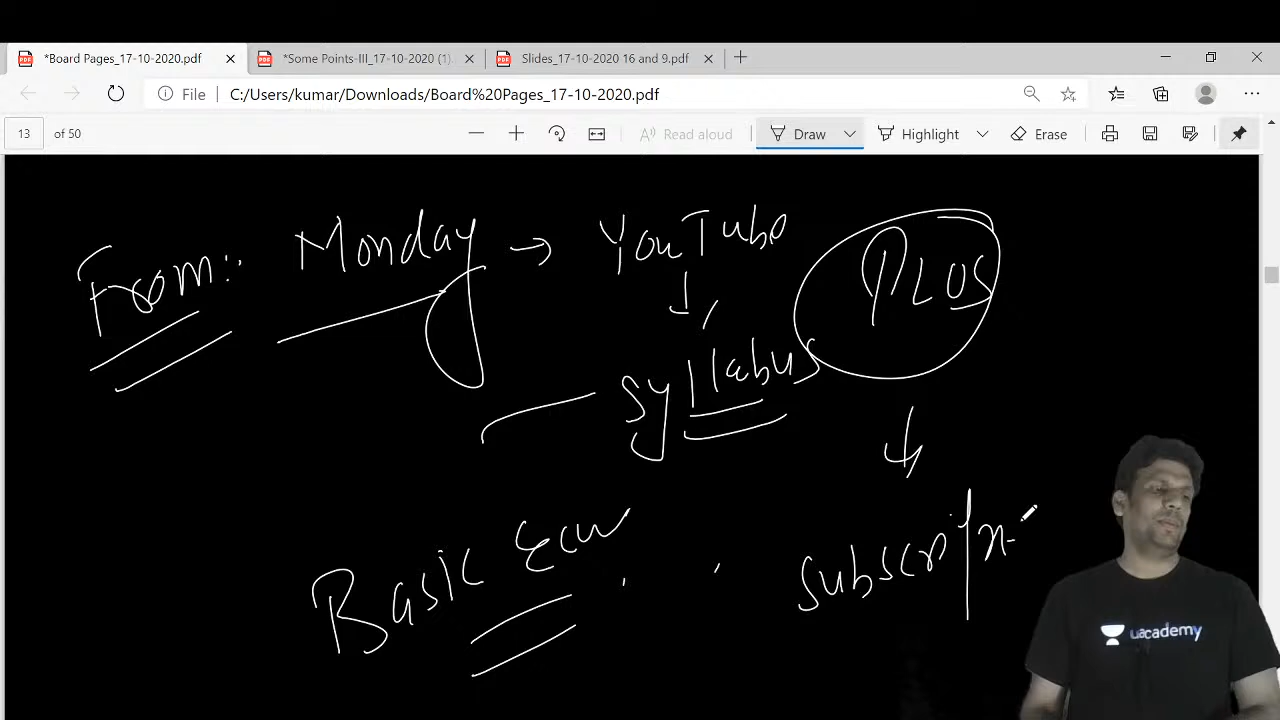 *Board Pages_17-10-2020.pdf
*Some Points-III_17-10-2020 (1).
Slides_17-10-2020 16 and 9.pdf
File C:/Users/kumar/Downloads/Board%20Pages_17-10-2020.pdf
13 of 50 Read aloud Draw Highlight Erase
From: Monday → YouTube PLUS
Syllabus
Basic
unacademy